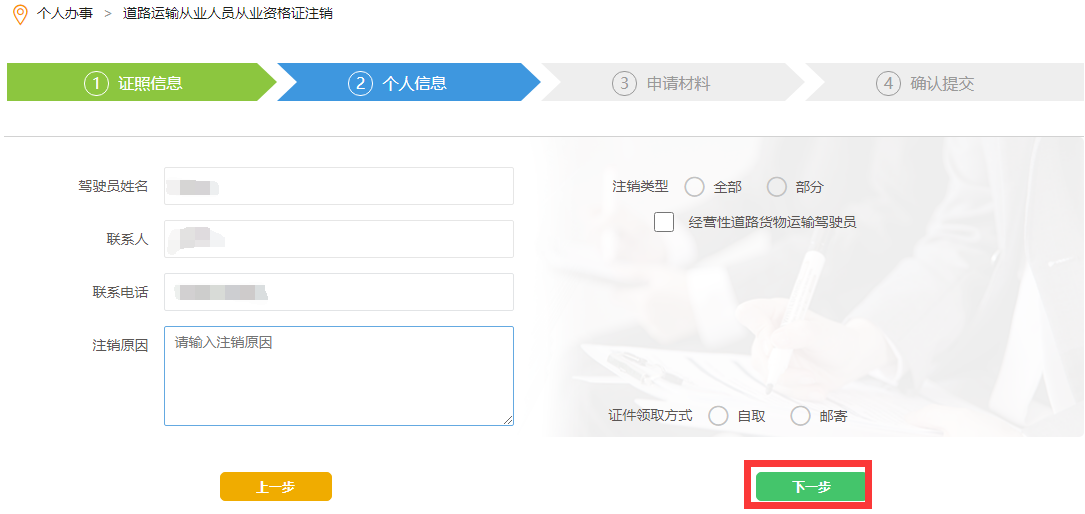 个人办事 > 道路运输从业人员从业资格证注销
1 证照信息 2 个人信息 3 申请材料 4 确认提交
驾驶员姓名
联系人
联系电话
注销原因 请输入注销原因
注销类型 全部 部分
经营性道路货物运输驾驶员
证件领取方式 自取 邮寄
上一步 下一步